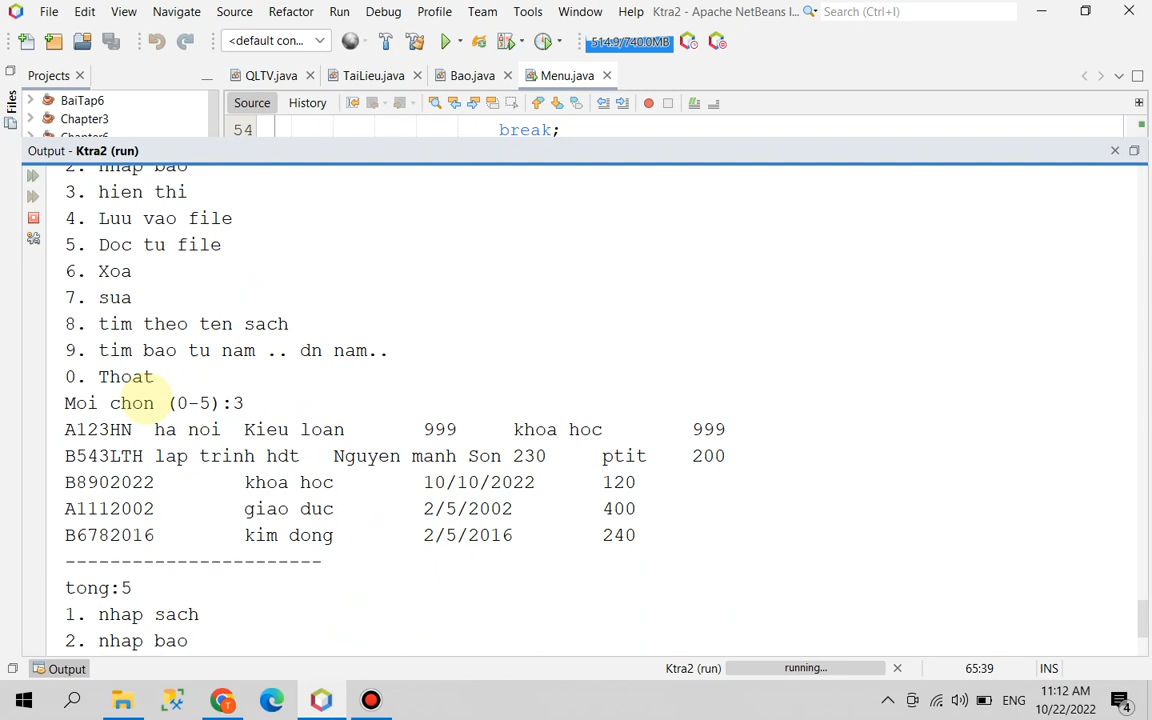 File Edit View Navigate Source Refactor Run Debug Profile Team Tools Window Help Ktra2 - Apache NetBeans I... Search (Ctrl+I)
<default con... 514.9/740.0MB
Projects QLTV.java TaiLieu.java Bao.java Menu.java
Files
Source History
BaiTap6
Chapter3
54 break;
Output - Ktra2 (run)
2. nhap bao
3. hien thi
4. Luu vao file
5. Doc tu file
6. Xoa
7. sua
8. tim theo ten sach
9. tim bao tu nam .. dn nam..
0. Thoat
Moi chon (0-5):3
A123HN ha noi Kieu loan 999 khoa hoc 999
B543LTH lap trinh hdt Nguyen manh Son 230 ptit 200
B8902022 khoa hoc 10/10/2022 120
A1112002 giao duc 2/5/2002 400
B6782016 kim dong 2/5/2016 240
-----------------------
tong:5
1. nhap sach
2. nhap bao
Output Ktra2 (run) running... 65:39 INS
ENG 11:12 AM
10/22/2022 4